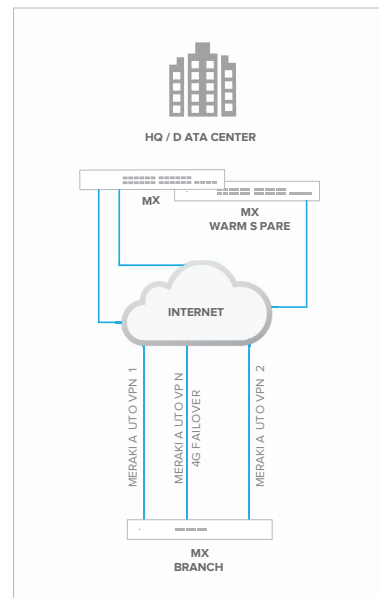 HQ / D ATA CENTER
MX
MX
WARM S PARE
INTERNET
MERAKI A UTO VPN 1
MERAKI A UTO VP N
4G F AILOVER
MERAKI A UTO VPN 2
MX
BRANCH